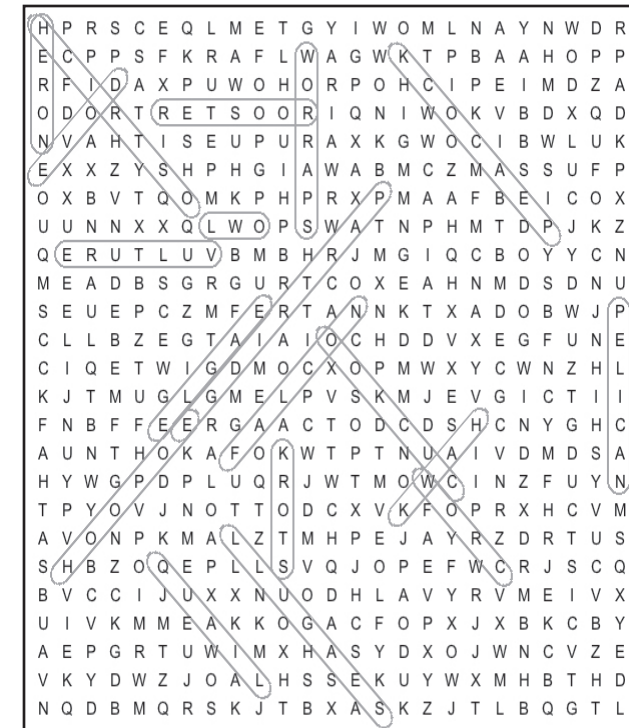 H P R S C E Q L M E T G Y I W O M L N A Y N W D R
E C P P S F K R A F L W A G W K T P B A A H O P P
R F I D A X P U W O H O R P O H C I P E I M D Z A
O D O R T R E T S O O R I Q N I W O K V B D X Q D
N V A H T I S E U P U R A X K G W O C I B W L U K
E X X Z Y S H P H G I A W A B M C Z M A S S U F P
O X B V T Q O M K P H P R X P M A A F B E I C O X
U U N N X X Q L W O P S W A T N P H M T D P J K Z
Q E R U T L U V B M B H R J M G I Q C B O Y Y C N
M E A D B S G R G U R T C O X E A H N M D S D N U
S E U E P C Z M F E R T A N N K T X A D O B W J P
C L L B Z E G T A I A I O C H D D V X E G F U N E
C I Q E T W I G D M O C X O P M W X Y C W N Z H L
K J T M U G L G M E L P V S K M J E V G I C T I I
F N B F F E E R G A A C T O D C D S H C N Y G H C
A U N T H O K A F O K W T P T N U A I V D M D S A
H Y W G P D P L U Q R J W T M O W C I N Z F U Y N
T P Y O V J N O T T O D C X V K F O P R X H C V M
A V O N P K M A L Z T M H P E J A Y R Z D R T U S
S H B Z O Q E P L L S V Q J O P E F W C R J S C Q
B V C C I J U X X N U O D H L A V Y R V M E I V X
U I V K M M E A K K O G A C F O P X J X B K C B Y
A E P G R T U W I M X H A S Y D X O J W N C V Z E
V K Y D W Z J O A L H S S E K U Y W X M H B T H D
N Q D B M Q R S K J T B X A S K Z J T L B Q G T L